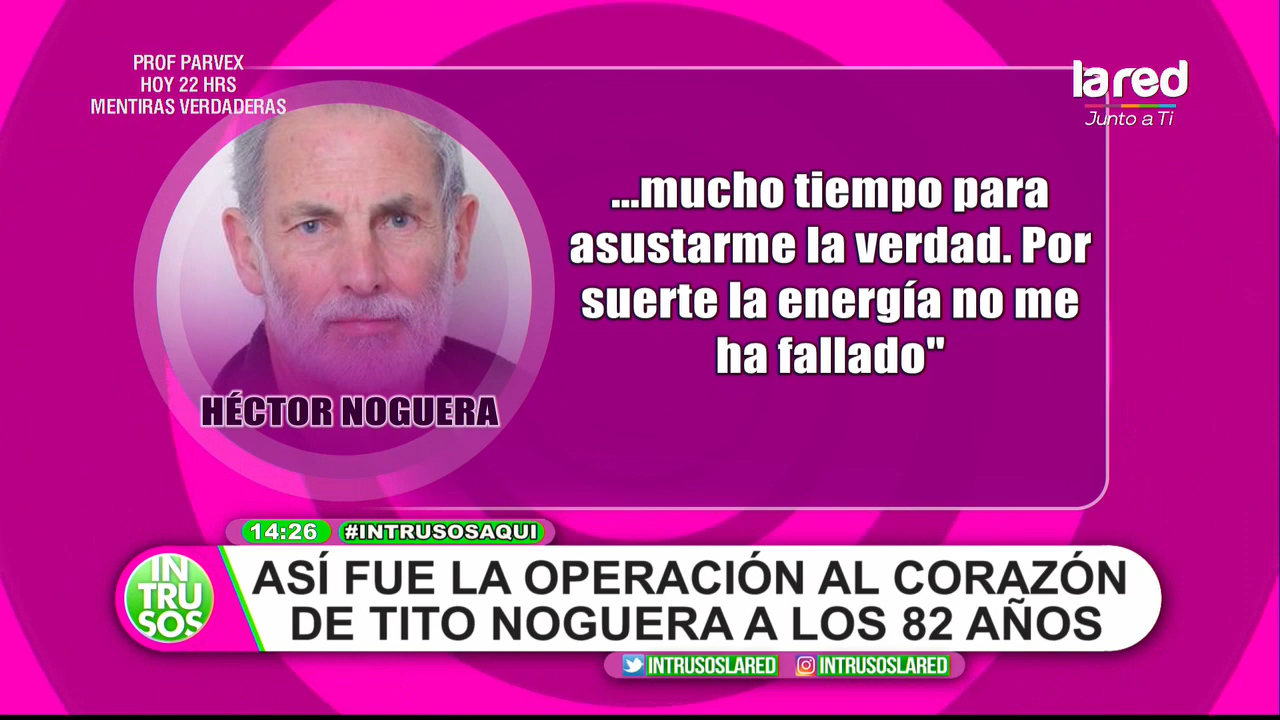 PROF PARVEX
HOY 22 HRS
MENTIRAS VERDADERAS
la red
Junto a Ti
...mucho tiempo para
asustarme la verdad. Por
suerte la energía no me
ha fallado"
HÉCTOR NOGUERA
14:26 #INTRUSOSAQUI
IN
TRU
SOS
ASÍ FUE LA OPERACIÓN AL CORAZÓN
DE TITO NOGUERA A LOS 82 AÑOS
INTRUSOSLARED INTRUSOSLARED